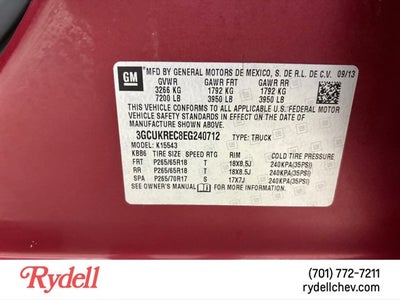 GM
MFD BY GENERAL MOTORS DE MEXICO, S. DE R.L. DE C.V. 09/13
GVWR GAWR FRT GAWR RR
3266 KG 1792 KG 1792 KG
7200 LB 3950 LB 3950 LB
THIS VEHICLE CONFORMS TO ALL APPLICABLE U.S. FEDERAL MOTOR
VEHICLE SAFETY STANDARDS IN EFFECT ON THE DATE OF
MANUFACTURE SHOWN ABOVE.
3GCUKREC8EG240712 TYPE: TRUCK
MODEL: K15543
KBB6 TIRE SIZE SPEED RTG RIM COLD TIRE PRESSURE
FRT P265/65R18 T 18X8.5J 240KPA(35PSI)
RR P265/65R18 T 18X8.5J 240KPA(35PSI)
SPA P265/70R17 S 17X7J 240KPA(35PSI)
SEE OWNER'S MANUAL FOR MORE INFORMATION.
Rydell
(701) 772-7211
rydellchev.com